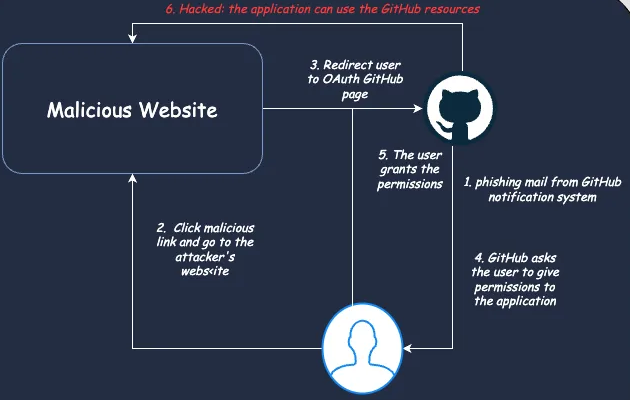 6. Hacked: the application can use the GitHub resources
Malicious Website
3. Redirect user
to OAuth GitHub
page
5. The user
grants the
permissions
1. phishing mail from GitHub
notification system
2. Click malicious
link and go to the
attacker's
webs<ite
4. GitHub asks
the user to give
permissions to
the application